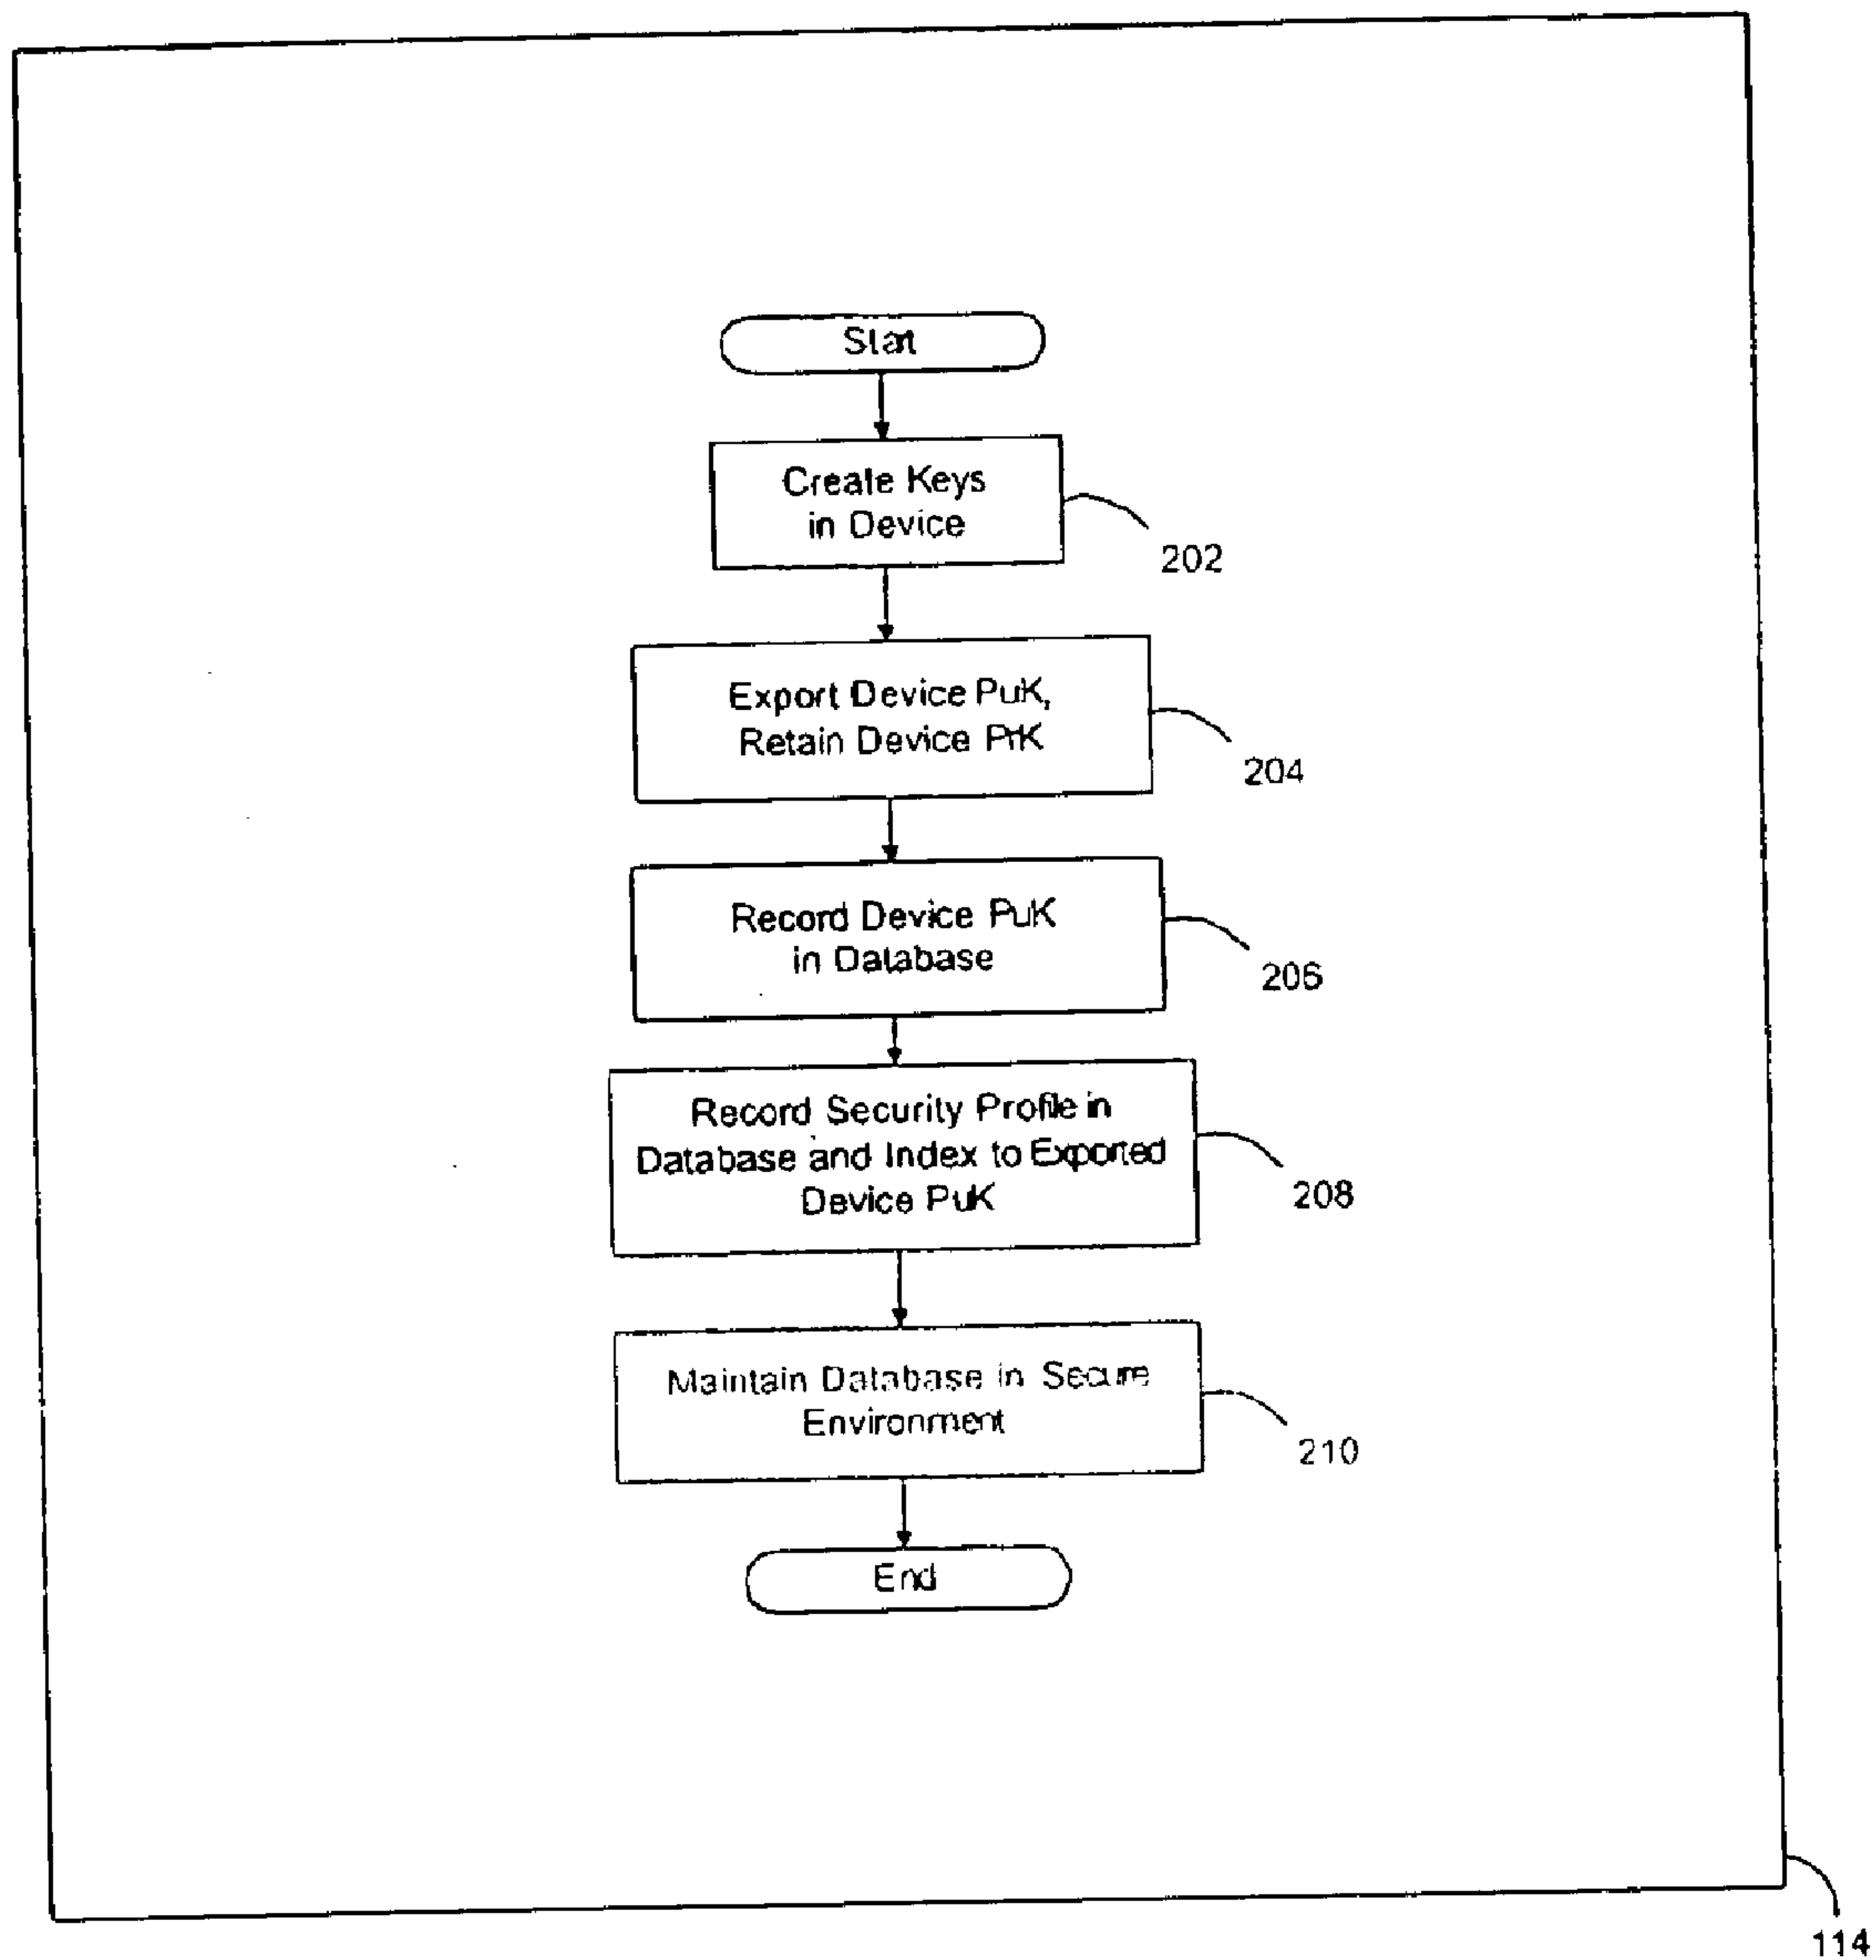 Start
Create Keys
in Device
202
Export Device PuK,
Retain Device PrK
204
Record Device PuK
in Database
206
Record Security Profile in
Database and Index to Exported
Device PuK
208
Maintain Database in Secure
Environment
210
End
114